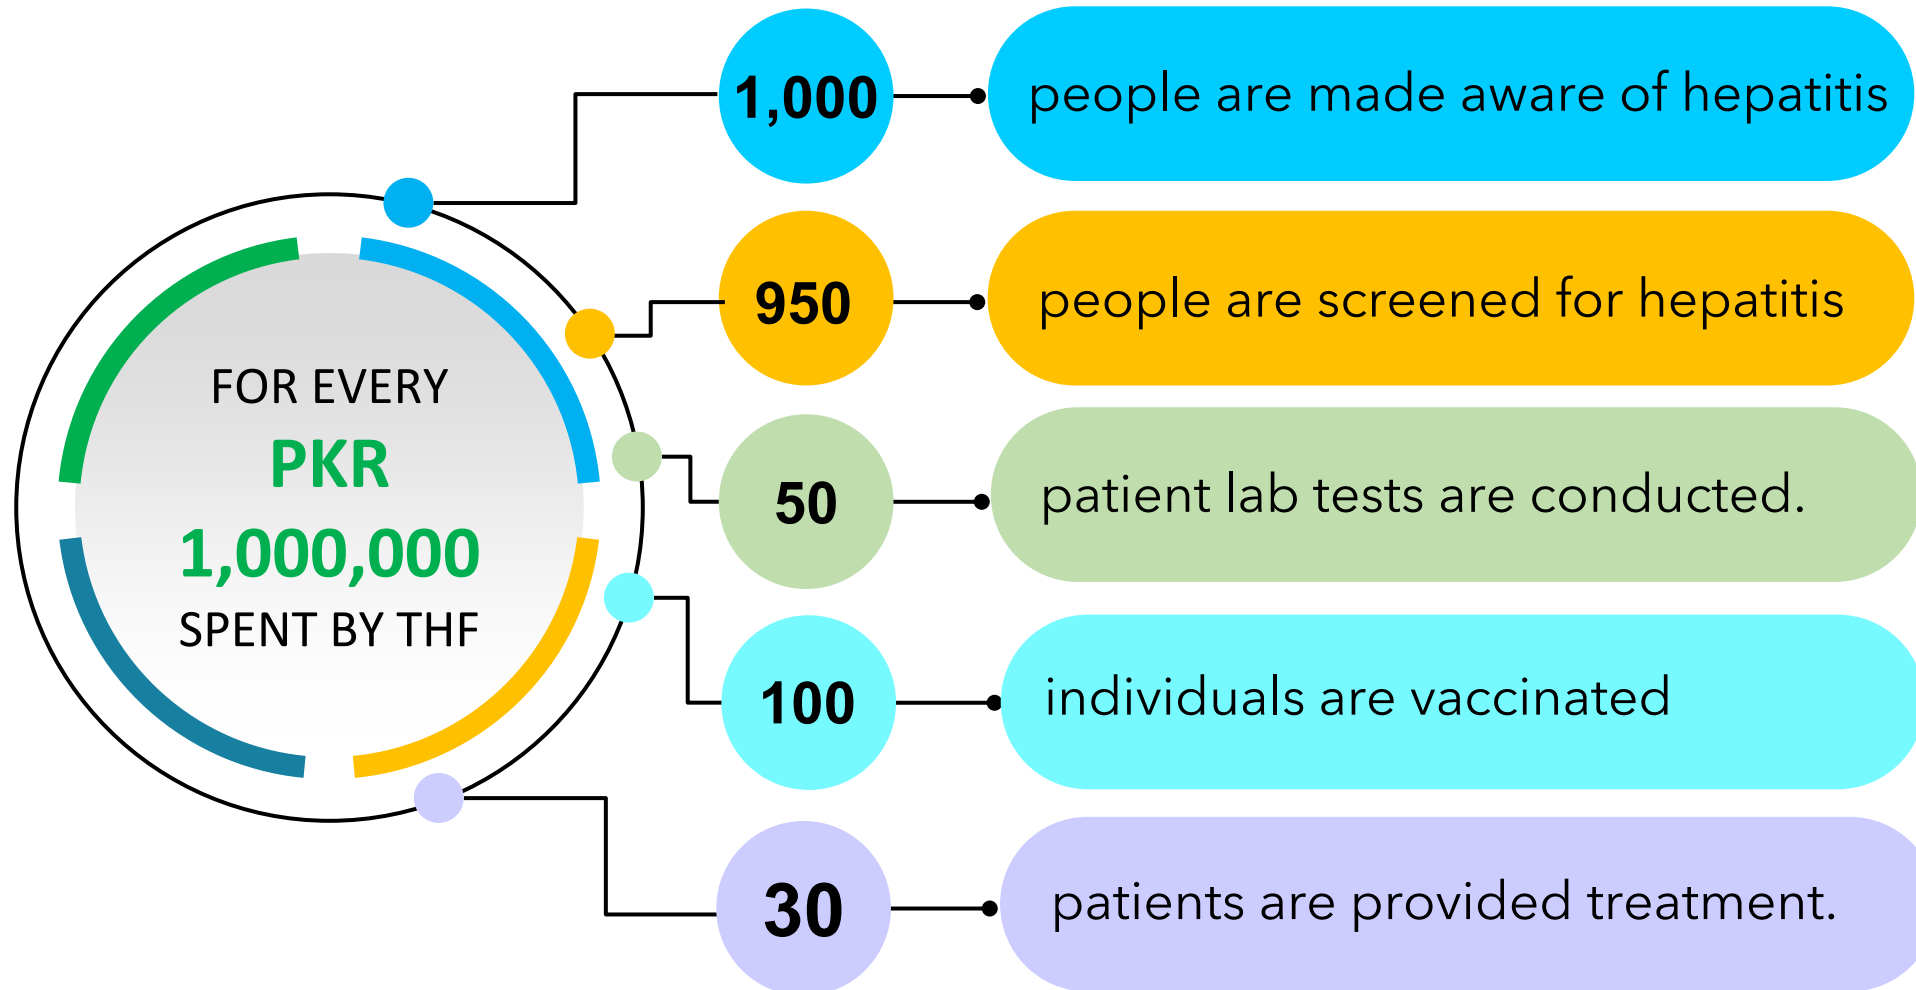 FOR EVERY
PKR
1,000,000
SPENT BY THF
1,000
people are made aware of hepatitis
950
people are screened for hepatitis
50
patient lab tests are conducted.
100
individuals are vaccinated
30
patients are provided treatment.